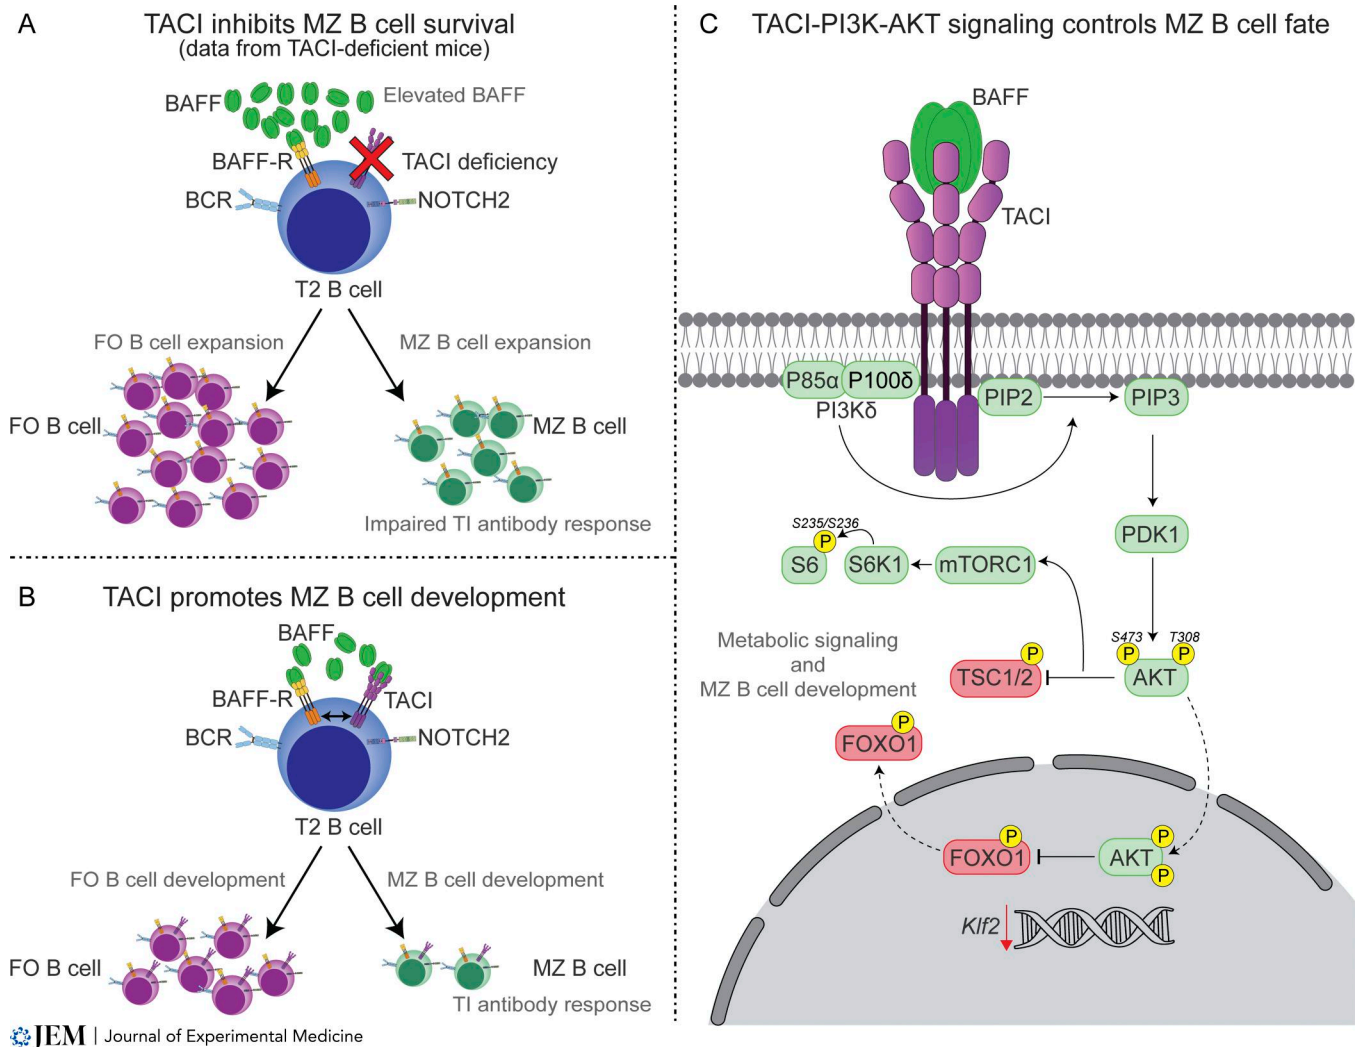 A
TACI inhibits MZ B cell survival
(data from TACI-deficient mice)
BAFF
Elevated BAFF
BAFF-R
TACI deficiency
BCR
NOTCH2
T2 B cell
FO B cell expansion
MZ B cell expansion
FO B cell
MZ B cell
Impaired TI antibody response
B
TACI promotes MZ B cell development
BAFF
BAFF-R
TACI
BCR
NOTCH2
T2 B cell
FO B cell development
MZ B cell development
FO B cell
MZ B cell
TI antibody response
JEM | Journal of Experimental Medicine
C
TACI-PI3K-AKT signaling controls MZ B cell fate
BAFF
TACI
P85α
P100δ
PI3Kδ
PIP2
PIP3
PDK1
S235/S236
P
S6
S6K1
mTORC1
S473
T308
P
P
AKT
P
TSC1/2
Metabolic signaling
and
MZ B cell development
P
FOXO1
P
FOXO1
P
AKT
P
Klf2